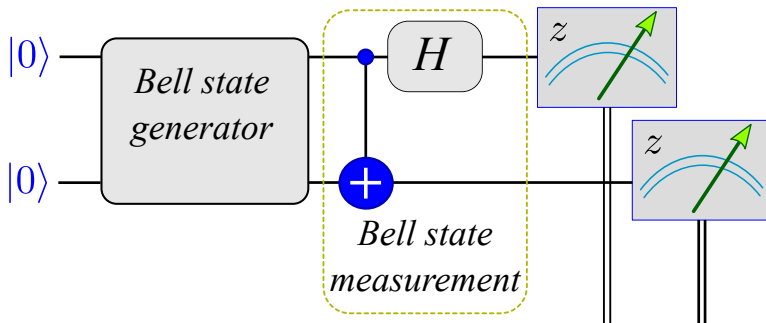 |0⟩
Bell state
generator
H
z
|0⟩
z
Bell state
measurement